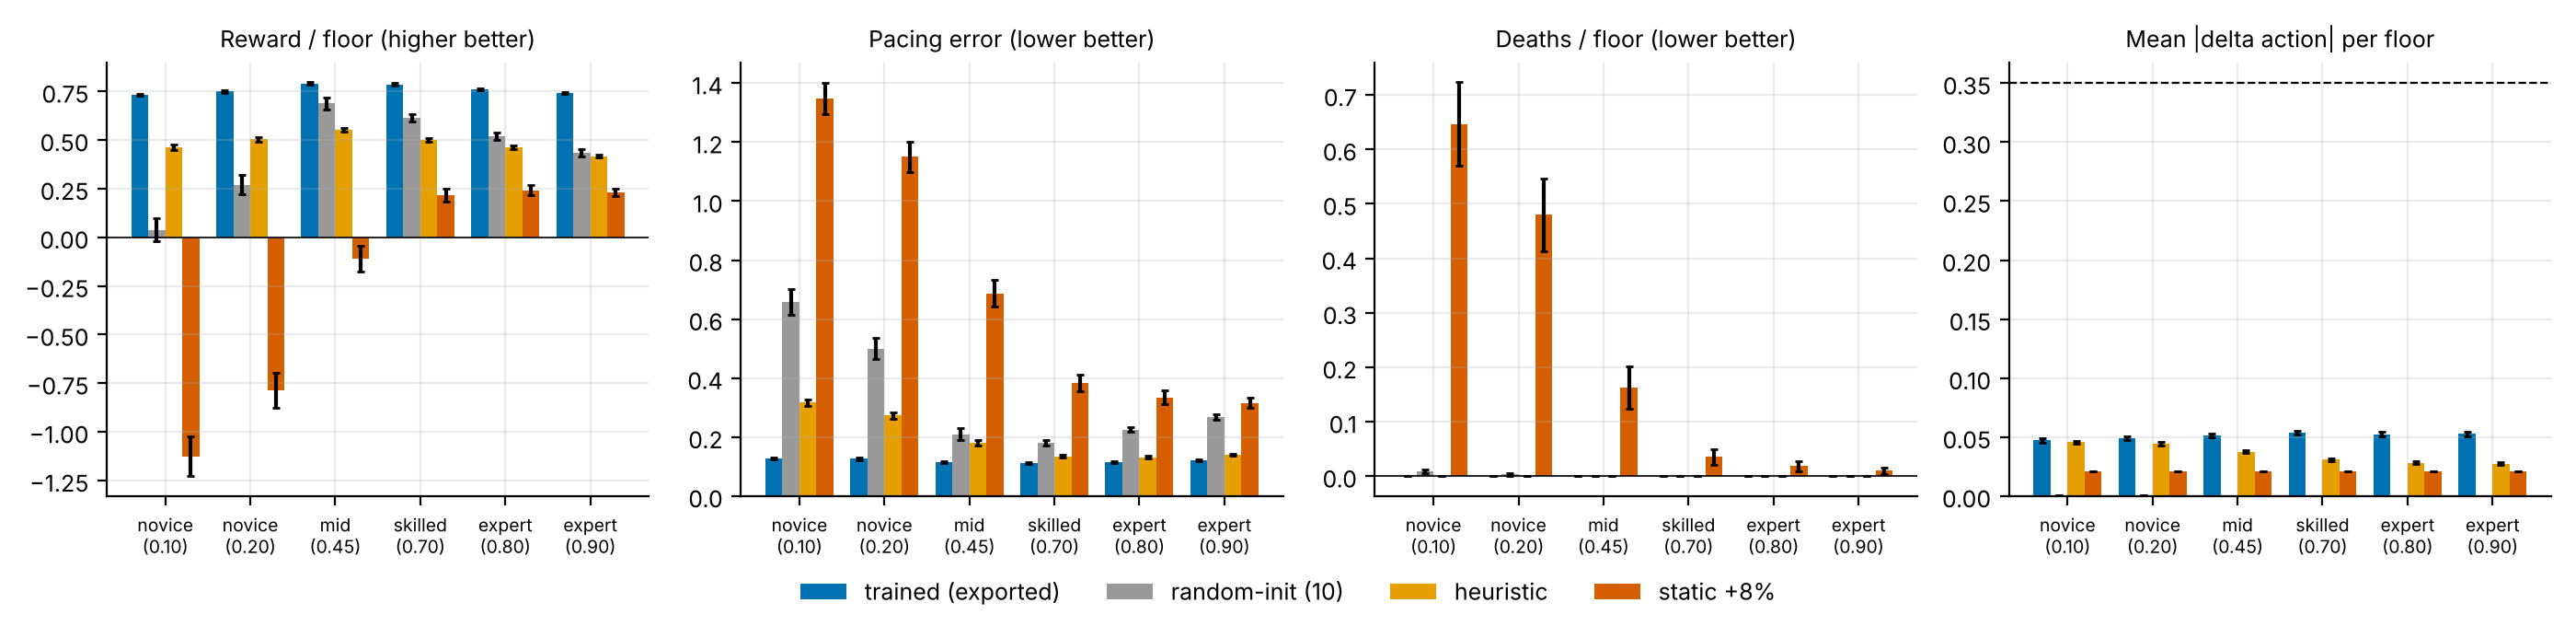 Reward / floor (higher better)
0.75
0.50
0.25
0.00
−0.25
−0.50
−0.75
−1.00
−1.25
novice novice mid skilled expert expert
(0.10) (0.20) (0.45) (0.70) (0.80) (0.90)
Pacing error (lower better)
1.4
1.2
1.0
0.8
0.6
0.4
0.2
0.0
novice novice mid skilled expert expert
(0.10) (0.20) (0.45) (0.70) (0.80) (0.90)
Deaths / floor (lower better)
0.7
0.6
0.5
0.4
0.3
0.2
0.1
0.0
novice novice mid skilled expert expert
(0.10) (0.20) (0.45) (0.70) (0.80) (0.90)
Mean |delta action| per floor
0.35
0.30
0.25
0.20
0.15
0.10
0.05
0.00
novice novice mid skilled expert expert
(0.10) (0.20) (0.45) (0.70) (0.80) (0.90)
trained (exported) random-init (10) heuristic static +8%